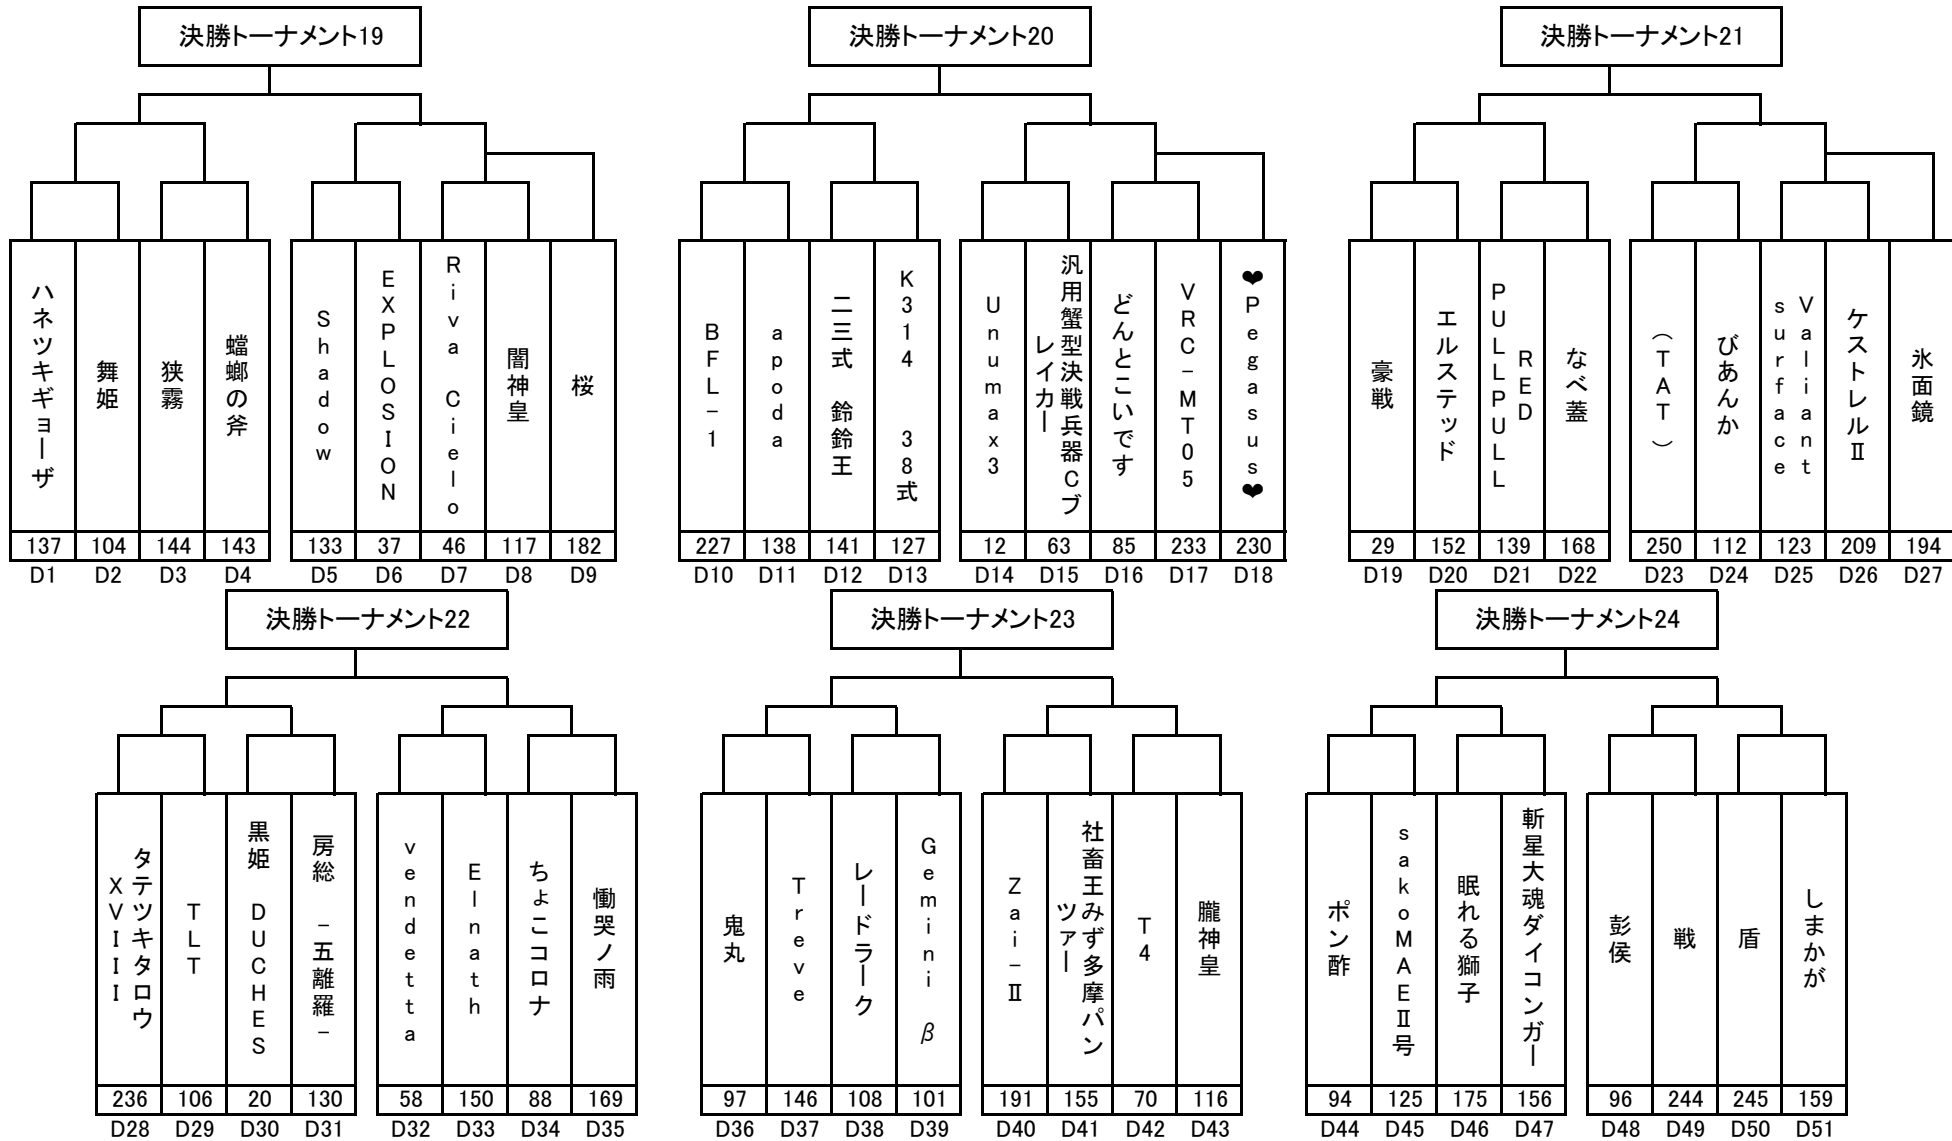 決勝トーナメント19
決勝トーナメント20
決勝トーナメント21
ハネツキギョーザ
舞姫
狭霧
蟷螂の斧
Shadow
EXPLOSION
Riva Cielo
闇神皇
桜
BFL-1
apoda
二三式 鈴鈴王
K314 38式
Unumax3
汎用蟹型決戦兵器Cブ
レイカー
どんとこいです
VRC-MT05
❤Pegasus❤
豪戦
エルステッド
RED
PULLPULL
なべ蓋
(TAT)
びあんか
Valiant
surface
ケストレルⅡ
氷面鏡
137 104 144 143 133 37 46 117 182
D1 D2 D3 D4 D5 D6 D7 D8 D9
227 138 141 127 12 63 85 233 230
D10 D11 D12 D13 D14 D15 D16 D17 D18
29 152 139 168 250 112 123 209 194
D19 D20 D21 D22 D23 D24 D25 D26 D27
決勝トーナメント22
決勝トーナメント23
決勝トーナメント24
タテツキタロウ
XVIII
TLT
黒姫 DUCHES
房総 -五離羅-
vendetta
Elnath
ちょこコロナ
慟哭ノ雨
鬼丸
Treve
レードラーク
Gemini β
Zai-Ⅱ
社畜王みず多摩パン
ツァー
T4
朧神皇
ポン酢
sakoMAEⅡ号
眠れる獅子
斬星大魂ダイコンガー
彭侯
戦
盾
しまかが
236 106 20 130 58 150 88 169
D28 D29 D30 D31 D32 D33 D34 D35
97 146 108 101 191 155 70 116
D36 D37 D38 D39 D40 D41 D42 D43
94 125 175 156 96 244 245 159
D44 D45 D46 D47 D48 D49 D50 D51